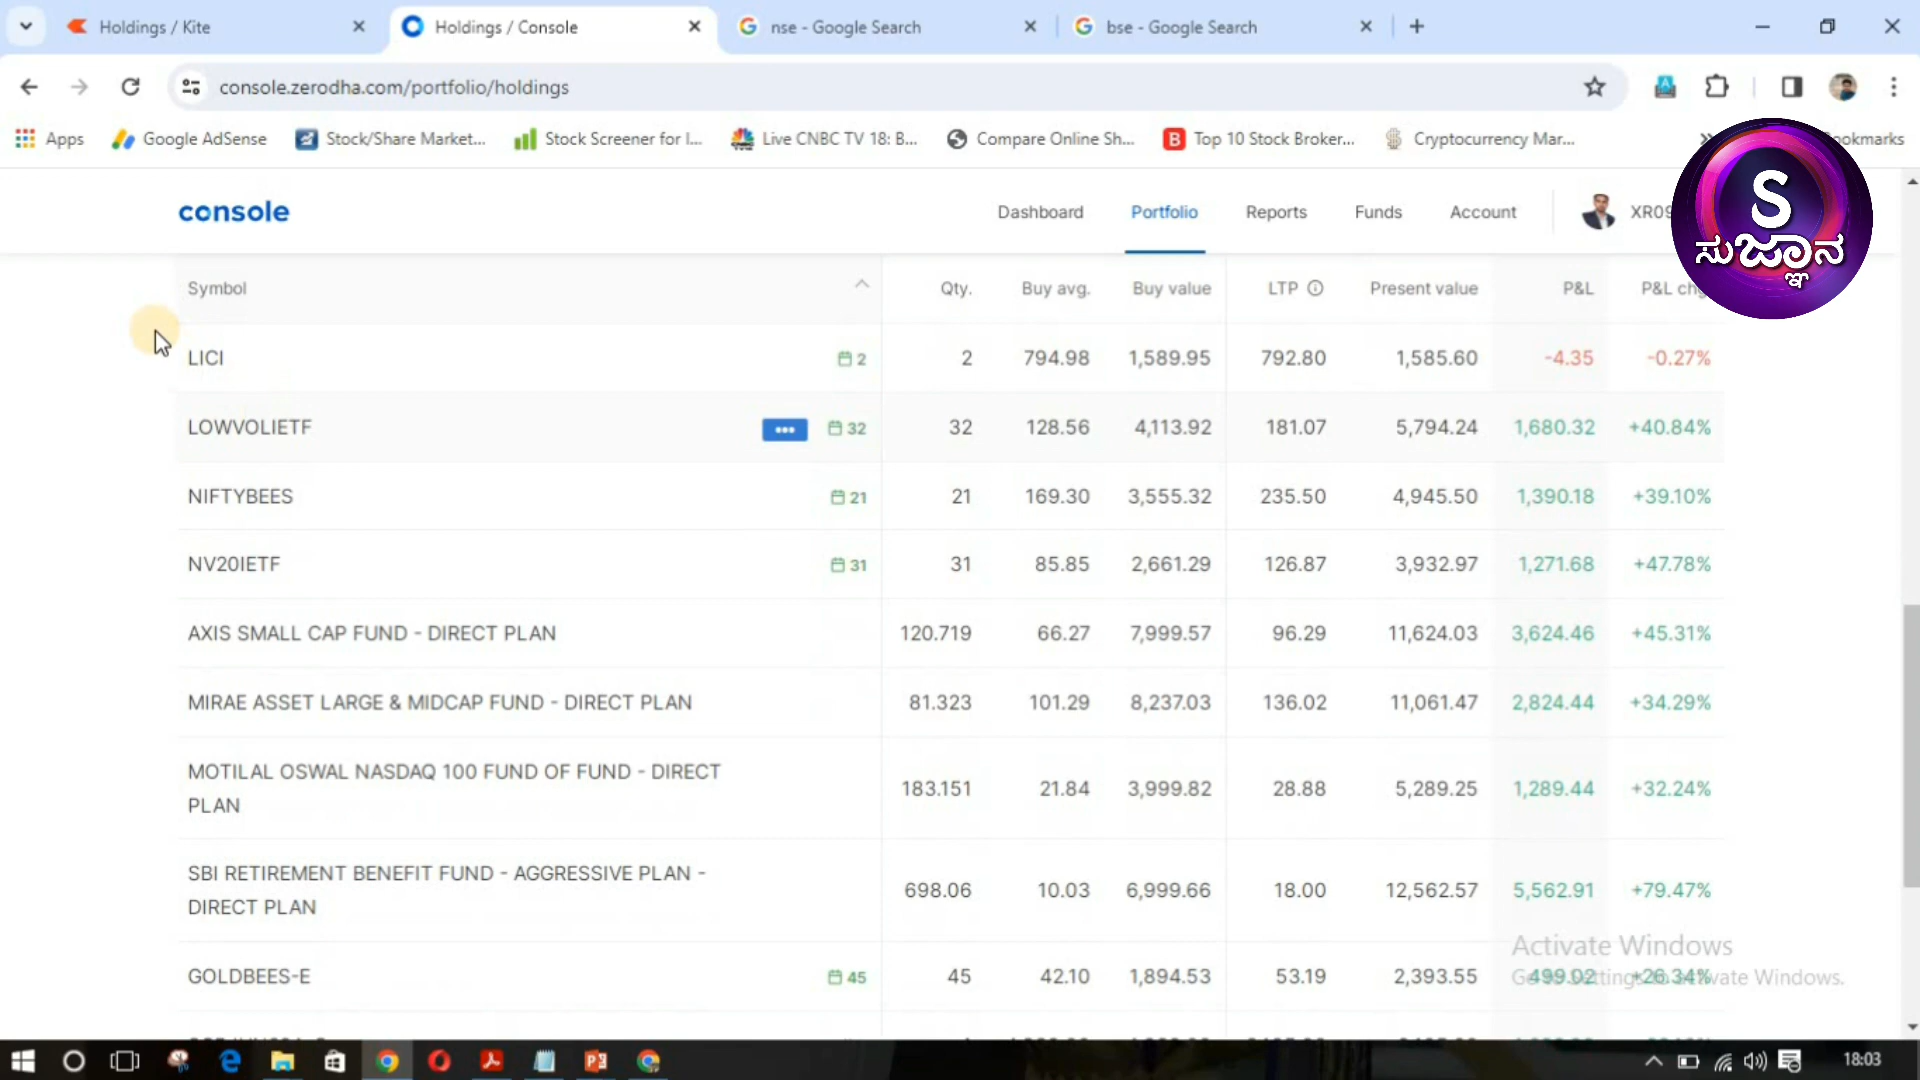 Holdings / Kite
Holdings / Console
nse - Google Search
bse - Google Search
console.zerodha.com/portfolio/holdings
Apps
Google AdSense
Stock/Share Market...
Stock Screener for I...
Live CNBC TV 18: B...
Compare Online Sh...
Top 10 Stock Broker...
Cryptocurrency Mar...
console
Dashboard
Portfolio
Reports
Funds
Account
S
ಸುಜ್ಞಾನ
Symbol Qty. Buy avg. Buy value LTP Present value P&L P&L
LICI 2 2 794.98 1,589.95 792.80 1,585.60 -4.35 -0.27%
LOWVOLIETF ••• 32 32 128.56 4,113.92 181.07 5,794.24 1,680.32 +40.84%
NIFTYBEES 21 21 169.30 3,555.32 235.50 4,945.50 1,390.18 +39.10%
NV20IETF 31 31 85.85 2,661.29 126.87 3,932.97 1,271.68 +47.78%
AXIS SMALL CAP FUND - DIRECT PLAN 120.719 66.27 7,999.57 96.29 11,624.03 3,624.46 +45.31%
MIRAE ASSET LARGE & MIDCAP FUND - DIRECT PLAN 81.323 101.29 8,237.03 136.02 11,061.47 2,824.44 +34.29%
MOTILAL OSWAL NASDAQ 100 FUND OF FUND - DIRECT
PLAN
183.151 21.84 3,999.82 28.88 5,289.25 1,289.44 +32.24%
SBI RETIREMENT BENEFIT FUND - AGGRESSIVE PLAN -
DIRECT PLAN
698.06 10.03 6,999.66 18.00 12,562.57 5,562.91 +79.47%
GOLDBEES-E 45 45 42.10 1,894.53 53.19 2,393.55 499.02 +26.34%
Activate Windows
Windows.
18:03